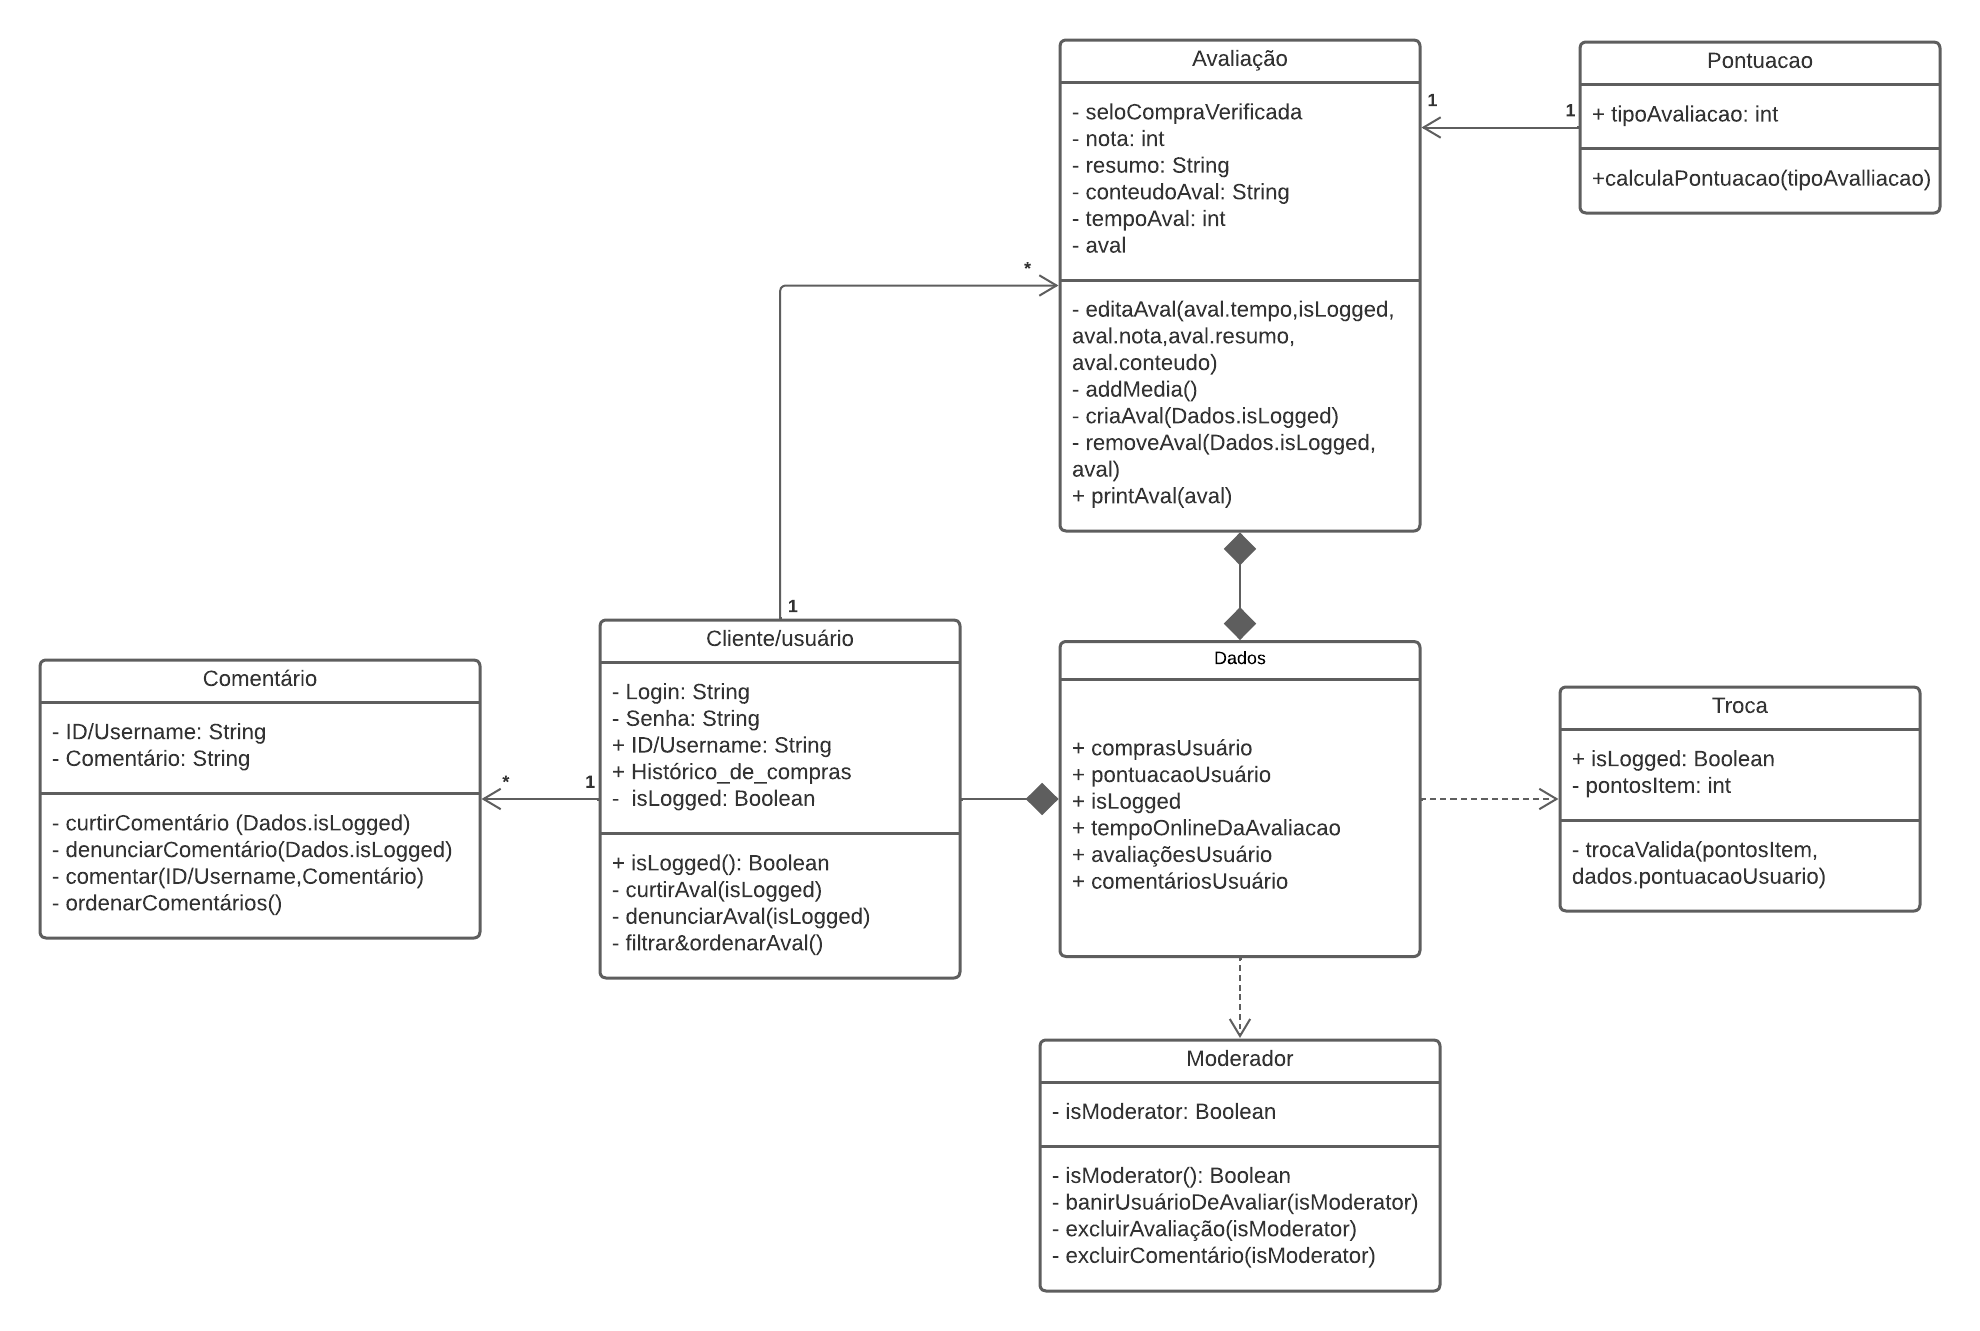 Avaliação
- seloCompraVerificada
- nota: int
- resumo: String
- conteudoAval: String
- tempoAval: int
- aval
- editaAval(aval.tempo,isLogged,
aval.nota,aval.resumo,
aval.conteudo)
- addMedia()
- criaAval(Dados.isLogged)
- removeAval(Dados.isLogged,
aval)
+ printAval(aval)
1
1
Pontuacao
+ tipoAvaliacao: int
+calculaPontuacao(tipoAvalliacao)
*
1
Comentário
- ID/Username: String
- Comentário: String
- curtirComentário (Dados.isLogged)
- denunciarComentário(Dados.isLogged)
- comentar(ID/Username,Comentário)
- ordenarComentários()
*
1
Cliente/usuário
- Login: String
- Senha: String
+ ID/Username: String
+ Histórico_de_compras
-  isLogged: Boolean
+ isLogged(): Boolean
- curtirAval(isLogged)
- denunciarAval(isLogged)
- filtrar&ordenarAval()
Dados
+ comprasUsuário
+ pontuacaoUsuário
+ isLogged
+ tempoOnlineDaAvaliacao
+ avaliaçõesUsuário
+ comentáriosUsuário
Troca
+ isLogged: Boolean
- pontosItem: int
- trocaValida(pontosItem,
dados.pontuacaoUsuario)
Moderador
- isModerator: Boolean
- isModerator(): Boolean
- banirUsuárioDeAvaliar(isModerator)
- excluirAvaliação(isModerator)
- excluirComentário(isModerator)